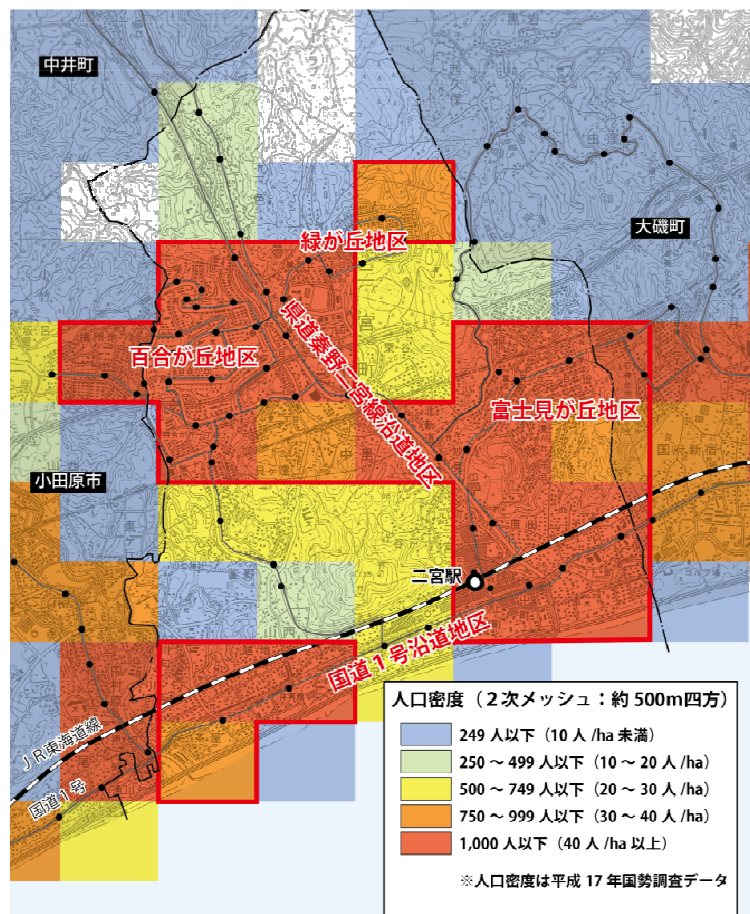 中井町
緑が丘地区
大磯町
県道秦野二宮線沿道地区
百合が丘地区
富士見が丘地区
小田原市
二宮駅
国道1号沿道地区
JR東海道線
国道1号
人口密度（２次メッシュ：約 500m四方）
249 人以下（10 人 /ha 未満）
250 ～ 499 人以下（10 ～ 20 人 /ha）
500 ～ 749 人以下（20 ～ 30 人 /ha）
750 ～ 999 人以下（30 ～ 40 人 /ha）
1,000 人以下（40 人 /ha 以上）
※人口密度は平成 17 年国勢調査データ